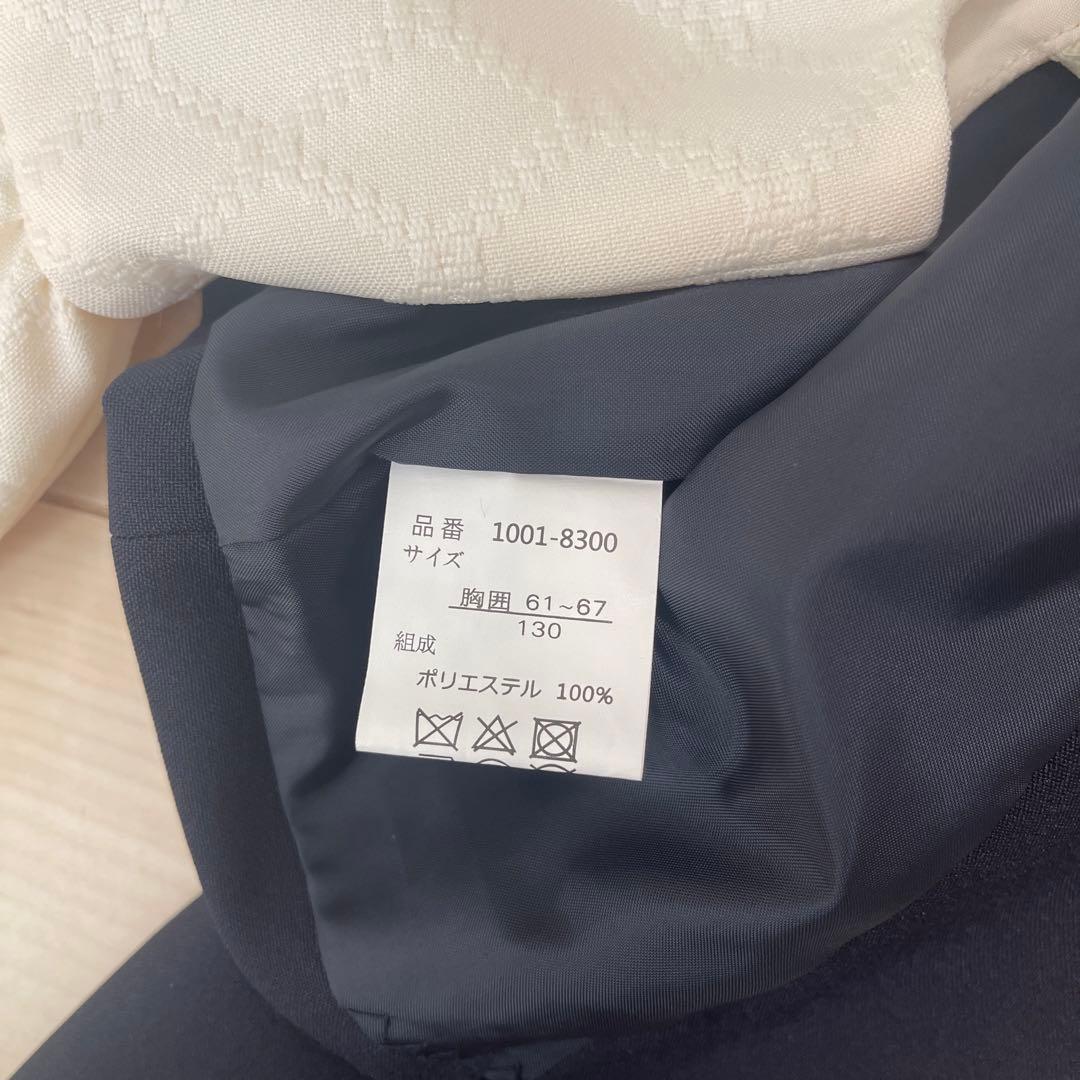 品番 1001-8300
サイズ
胸囲 61~67
130
組成
ポリエステル 100%